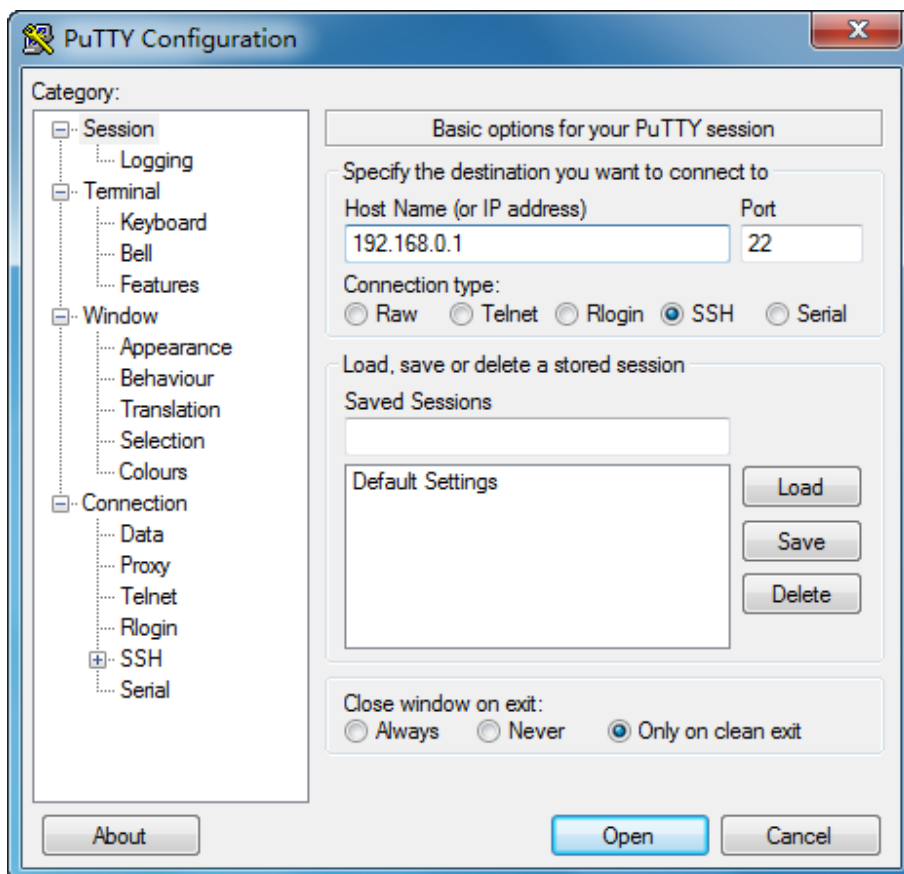 PuTTY Configuration
Category:
Session
Logging
Terminal
Keyboard
Bell
Features
Window
Appearance
Behaviour
Translation
Selection
Colours
Connection
Data
Proxy
Telnet
Rlogin
SSH
Serial
Basic options for your PuTTY session
Specify the destination you want to connect to
Host Name (or IP address) Port
192.168.0.1 22
Connection type:
Raw Telnet Rlogin SSH Serial
Load, save or delete a stored session
Saved Sessions
Default Settings
Load
Save
Delete
Close window on exit:
Always Never Only on clean exit
About Open Cancel